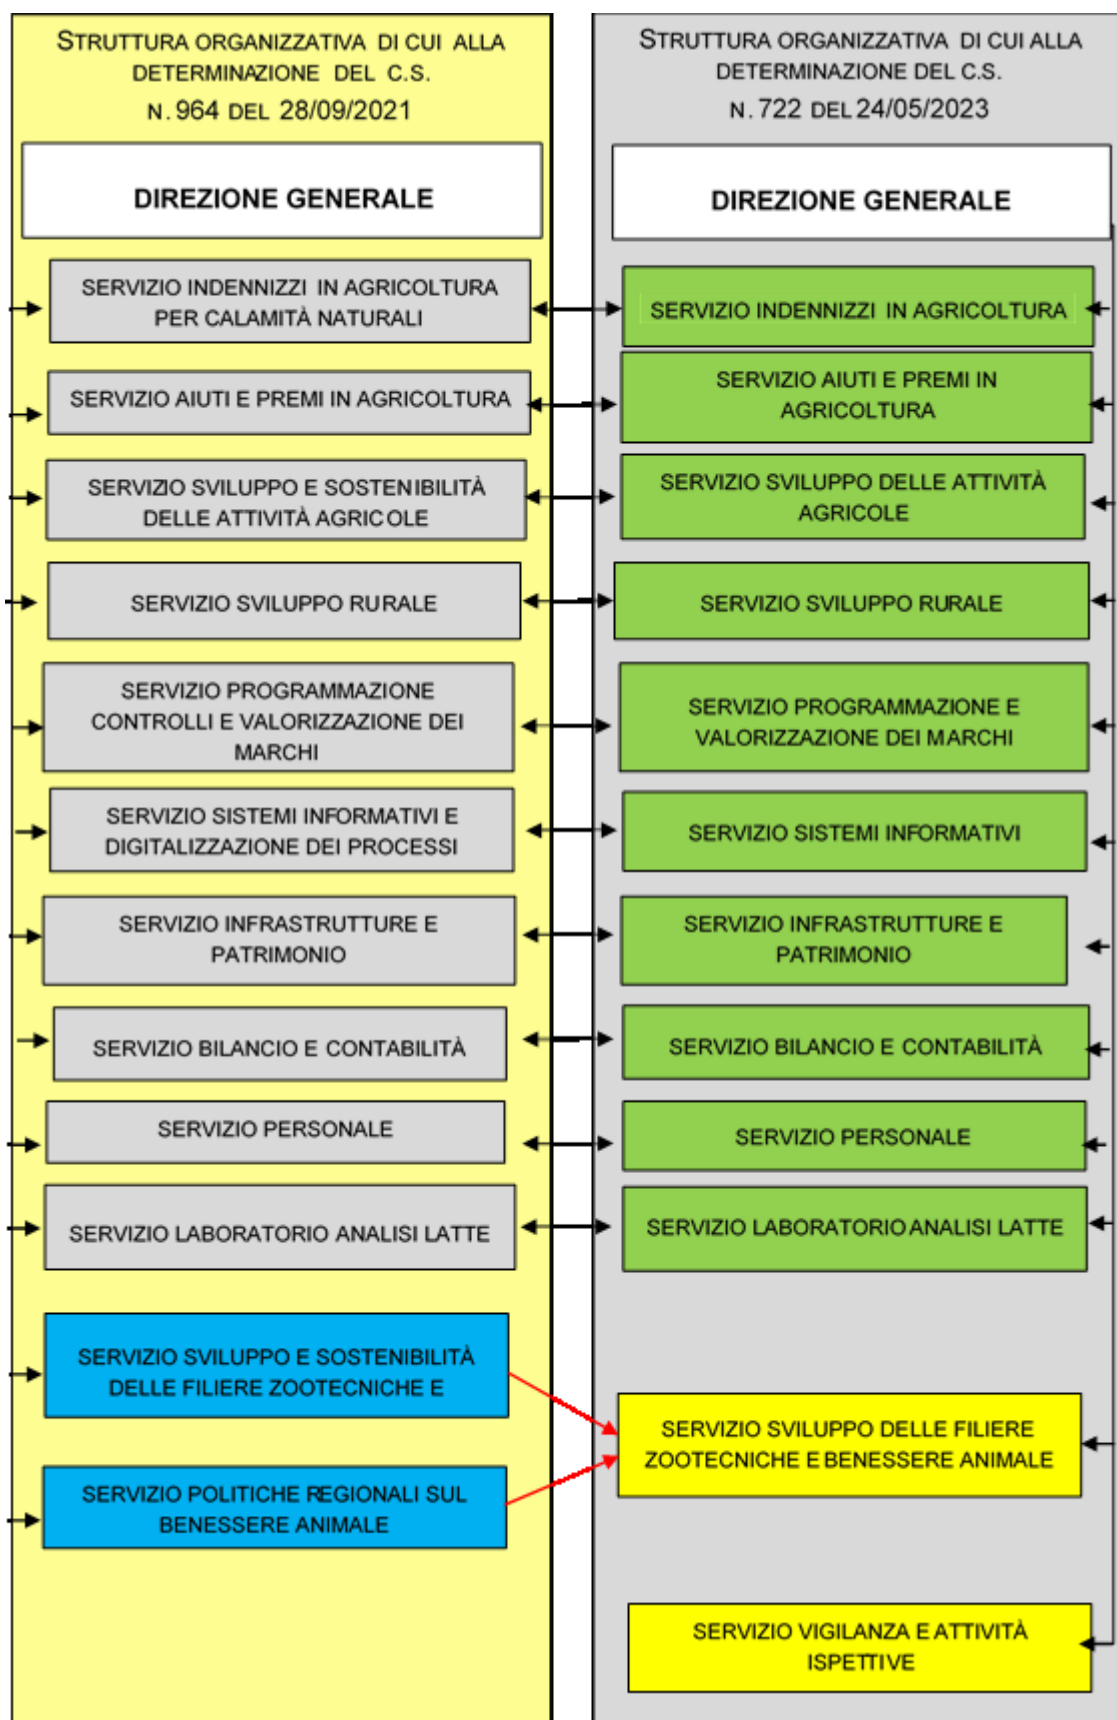 STRUTTURA ORGANIZZATIVA DI CUI ALLA
DETERMINAZIONE DEL C.S.
N. 964 DEL 28/09/2021
DIREZIONE GENERALE
SERVIZIO INDENNIZZI IN AGRICOLTURA
PER CALAMITÀ NATURALI
SERVIZIO AIUTI E PREMI IN AGRICOLTURA
SERVIZIO SVILUPPO E SOSTENIBILITÀ
DELLE ATTIVITÀ AGRICOLE
SERVIZIO SVILUPPO RURALE
SERVIZIO PROGRAMMAZIONE
CONTROLLI E VALORIZZAZIONE DEI
MARCHI
SERVIZIO SISTEMI INFORMATIVI E
DIGITALIZZAZIONE DEI PROCESSI
SERVIZIO INFRASTRUTTURE E
PATRIMONIO
SERVIZIO BILANCIO E CONTABILITÀ
SERVIZIO PERSONALE
SERVIZIO LABORATORIO ANALISI LATTE
SERVIZIO SVILUPPO E SOSTENIBILITÀ
DELLE FILIERE ZOOTECNICHE E
SERVIZIO POLITICHE REGIONALI SUL
BENESSERE ANIMALE
STRUTTURA ORGANIZZATIVA DI CUI ALLA
DETERMINAZIONE DEL C.S.
N. 722 DEL 24/05/2023
DIREZIONE GENERALE
SERVIZIO INDENNIZZI IN AGRICOLTURA
SERVIZIO AIUTI E PREMI IN
AGRICOLTURA
SERVIZIO SVILUPPO DELLE ATTIVITÀ
AGRICOLE
SERVIZIO SVILUPPO RURALE
SERVIZIO PROGRAMMAZIONE E
VALORIZZAZIONE DEI MARCHI
SERVIZIO SISTEMI INFORMATIVI
SERVIZIO INFRASTRUTTURE E
PATRIMONIO
SERVIZIO BILANCIO E CONTABILITÀ
SERVIZIO PERSONALE
SERVIZIO LABORATORIO ANALISI LATTE
SERVIZIO SVILUPPO DELLE FILIERE
ZOOTECNICHE E BENESSERE ANIMALE
SERVIZIO VIGILANZA E ATTIVITÀ
ISPETTIVE